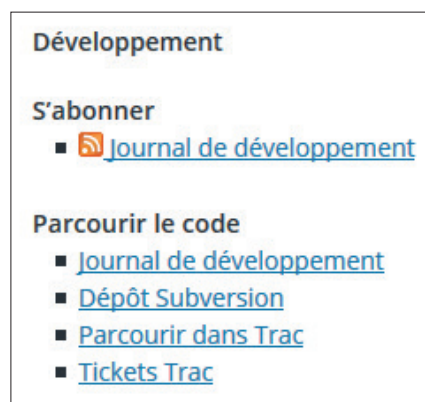 Développement
S'abonner
Journal de développement
Parcourir le code
Journal de développement
Dépôt Subversion
Parcourir dans Trac
Tickets Trac